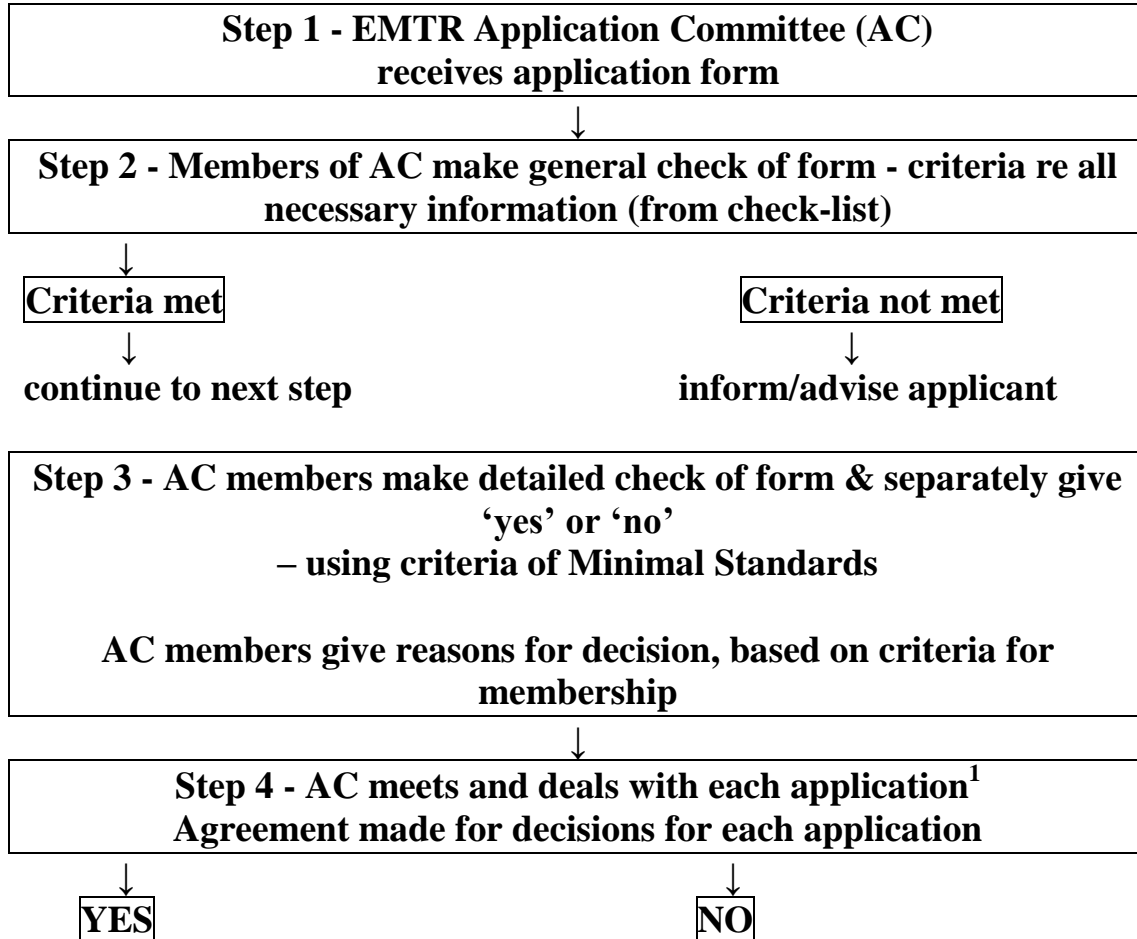 Step 1 - EMTR Application Committee (AC)
receives application form
↓
Step 2 - Members of AC make general check of form - criteria re all
necessary information (from check-list)
↓
Criteria met Criteria not met
↓ ↓
continue to next step inform/advise applicant
Step 3 - AC members make detailed check of form & separately give
‘yes’ or ‘no’
– using criteria of Minimal Standards
AC members give reasons for decision, based on criteria for
membership
↓
Step 4 - AC meets and deals with each application¹
Agreement made for decisions for each application
↓ ↓
YES NO